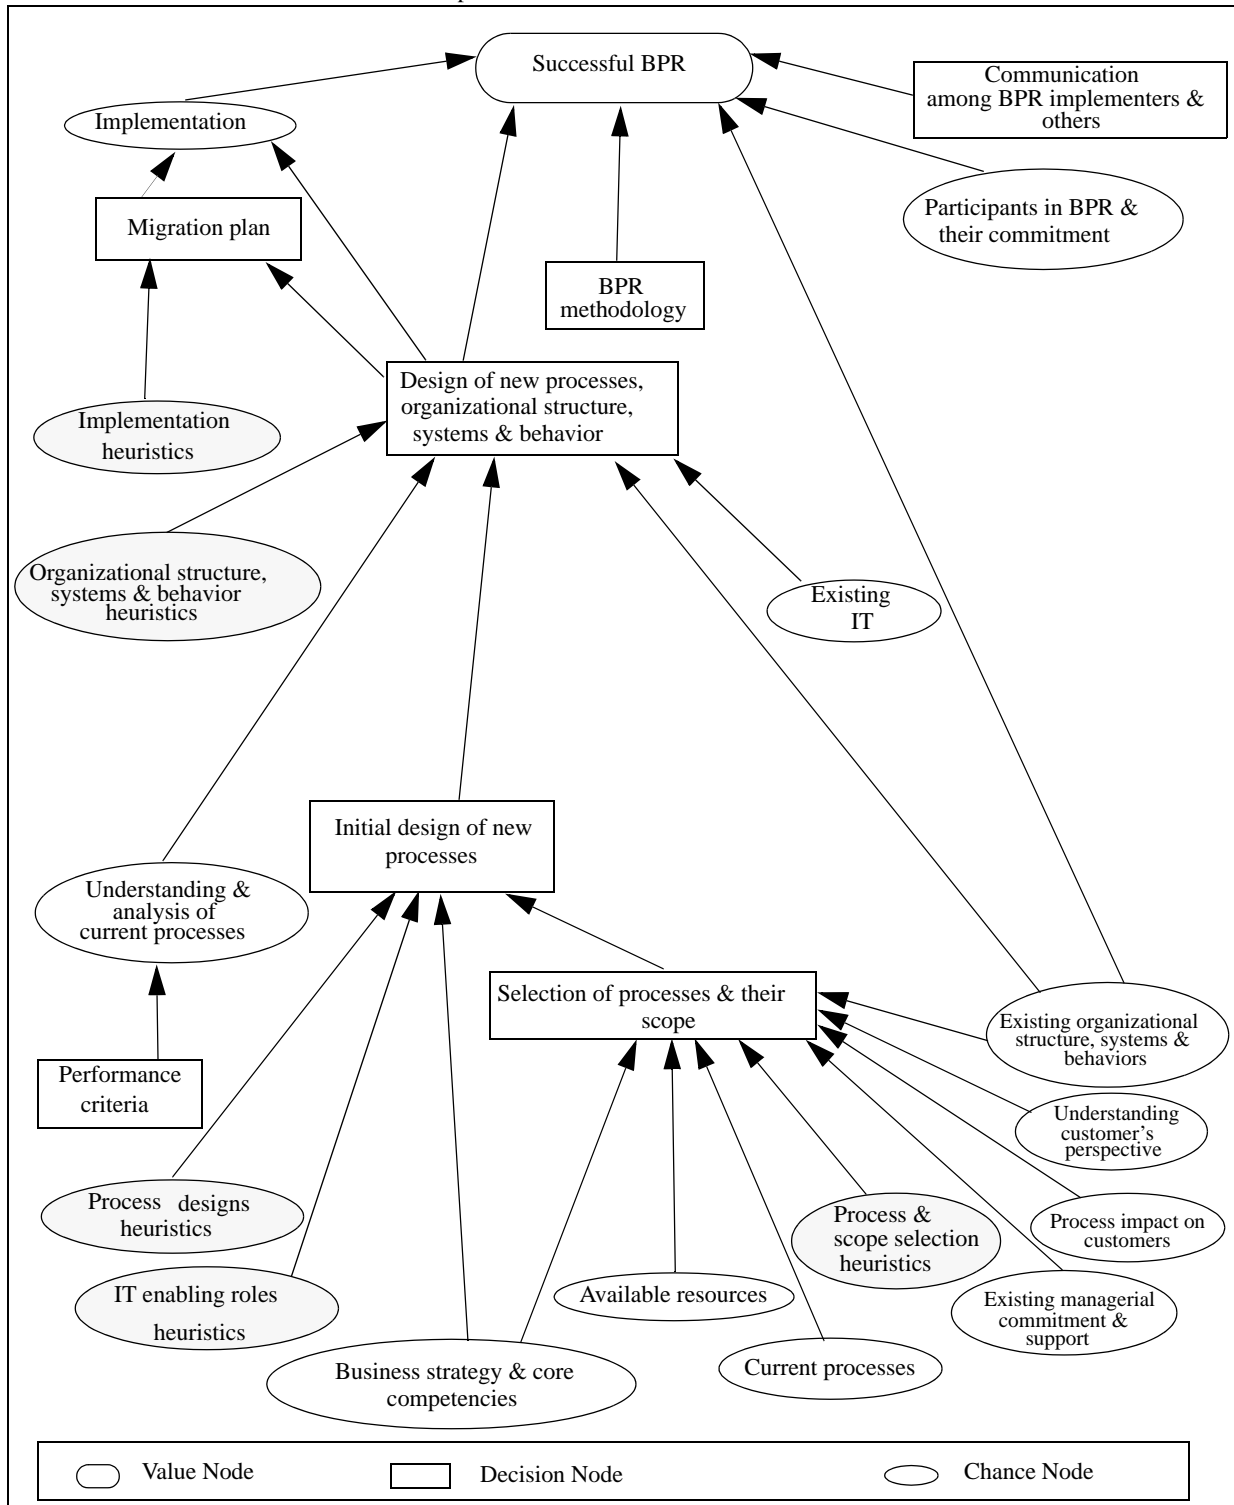 Successful BPR
Communication
among BPR implementers &
others
Implementation
Participants in BPR &
their commitment
Migration plan
BPR
methodology
Design of new processes,
organizational structure,
systems & behavior
Implementation
heuristics
Organizational structure,
systems & behavior
heuristics
Existing
IT
Initial design of new
processes
Understanding &
analysis of
current processes
Selection of processes & their
scope
Existing organizational
structure, systems &
behaviors
Performance
criteria
Understanding
customer's
perspective
Process designs
heuristics
Process &
scope selection
heuristics
Process impact on
customers
IT enabling roles
heuristics
Available resources
Existing managerial
commitment &
support
Business strategy & core
competencies
Current processes
Value Node
Decision Node
Chance Node